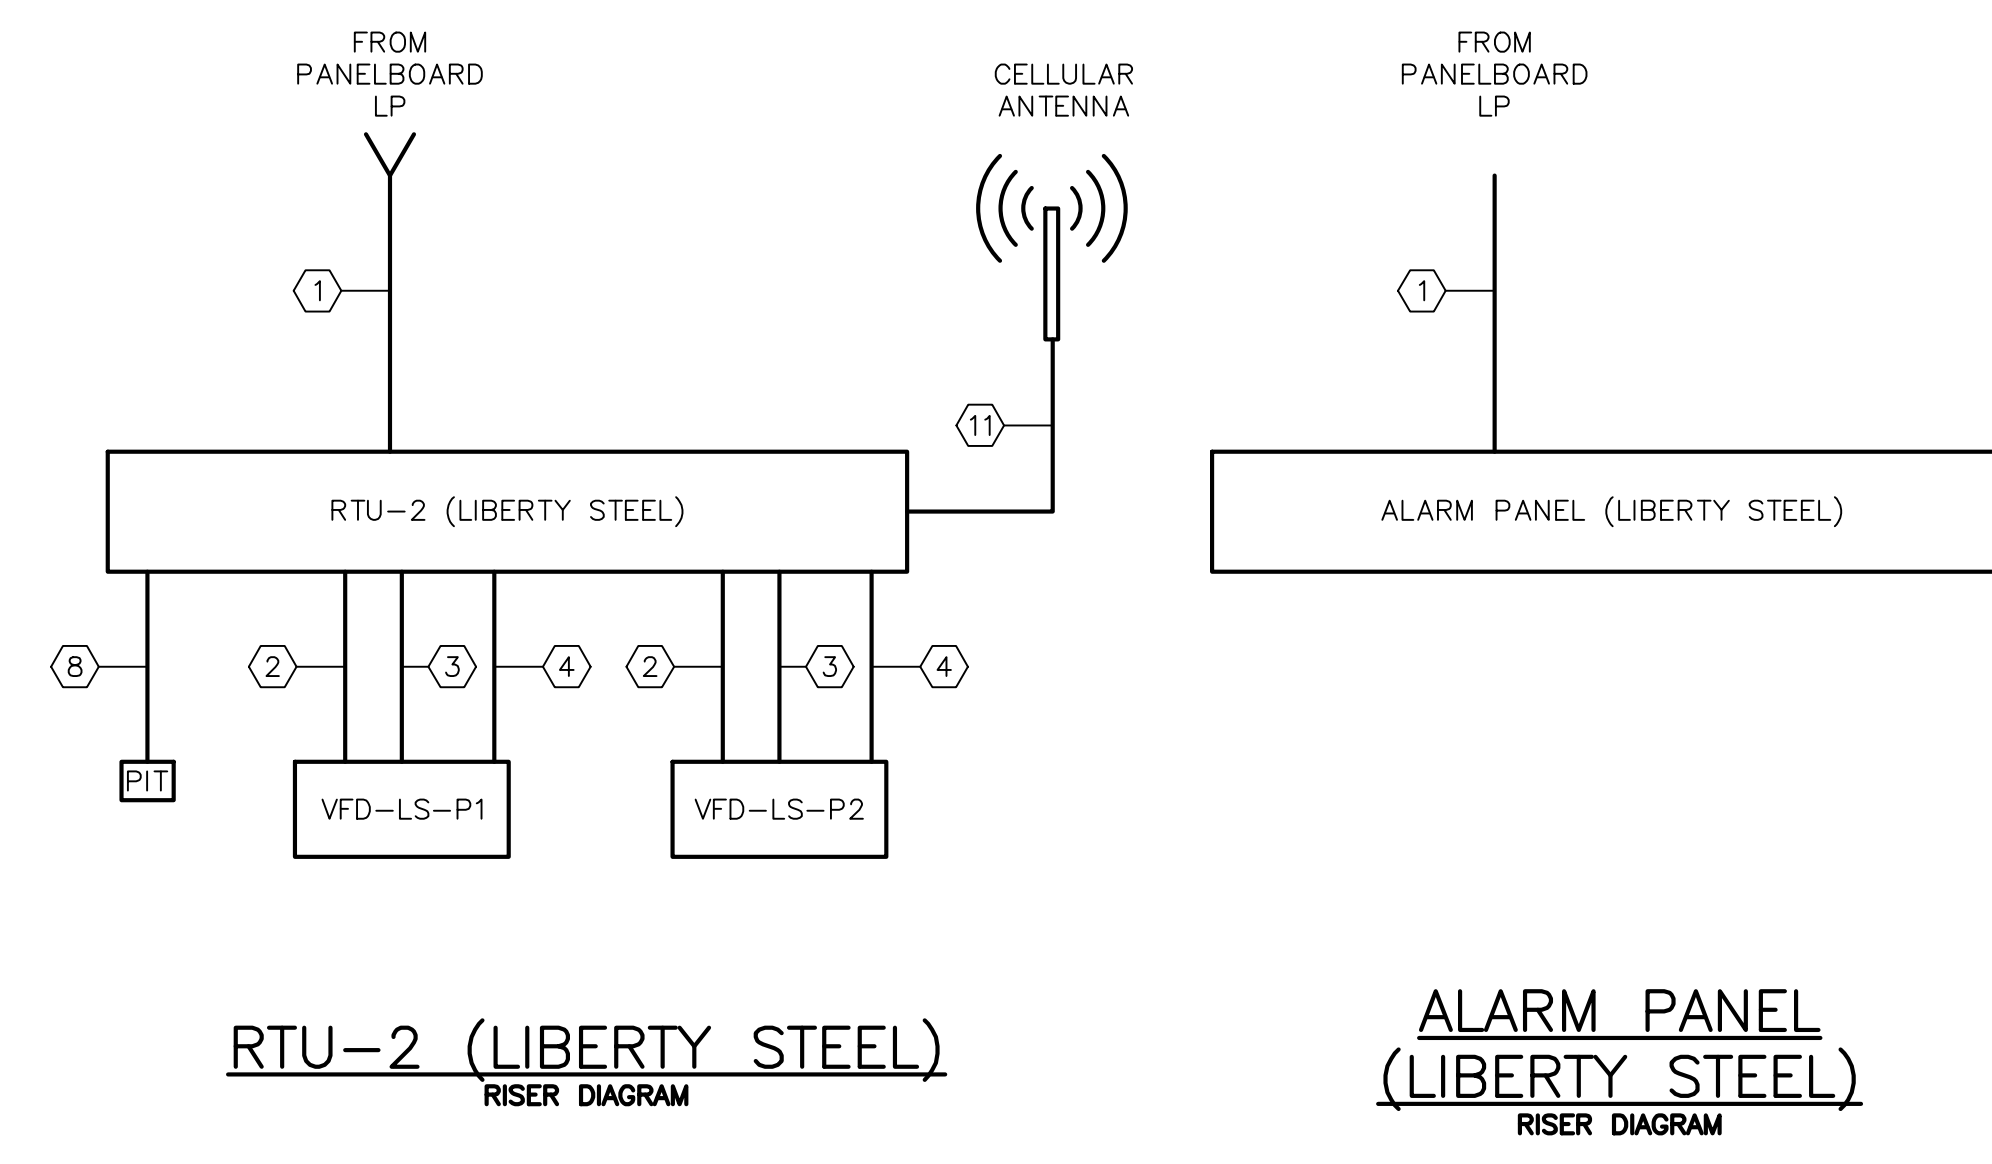 FROM
PANELBOARD
LP
CELLULAR
ANTENNA
1
11
RTU-2 (LIBERTY STEEL)
8
2
3
4
2
3
4
PIT
VFD-LS-P1
VFD-LS-P2
RTU-2 (LIBERTY STEEL)
RISER DIAGRAM
FROM
PANELBOARD
LP
1
ALARM PANEL (LIBERTY STEEL)
ALARM PANEL
(LIBERTY STEEL)
RISER DIAGRAM